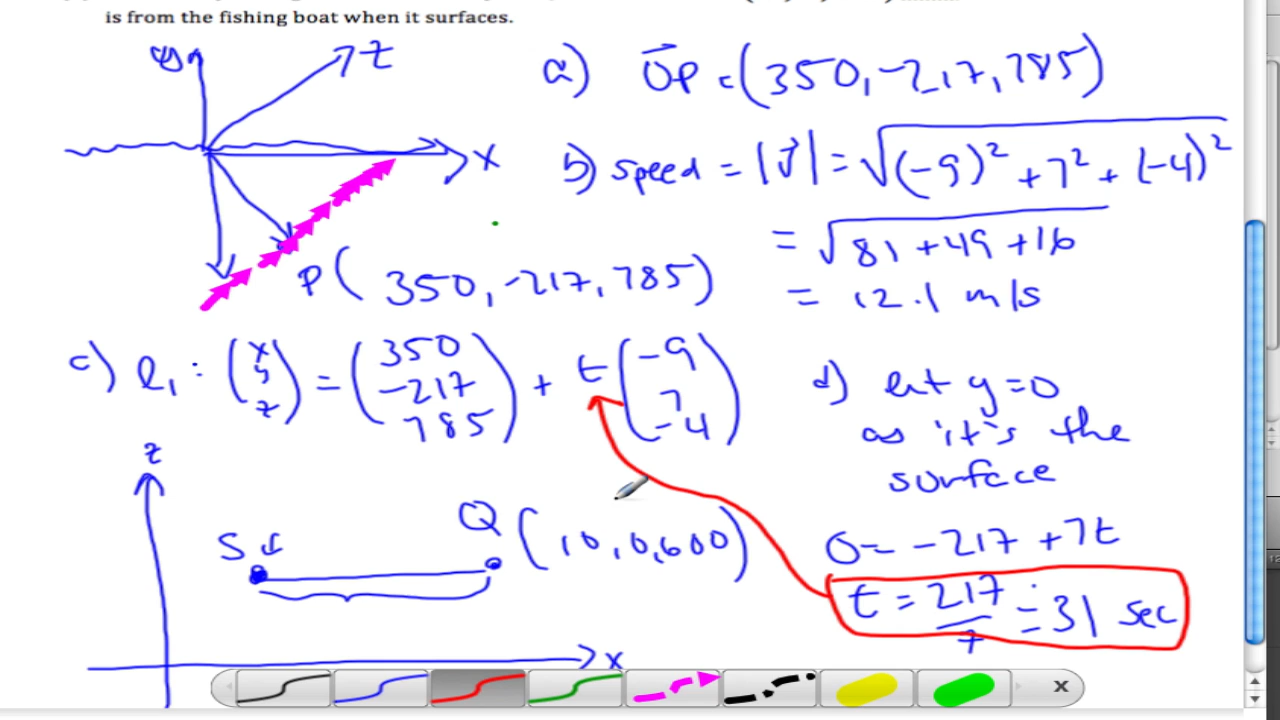 is from the fishing boat when it surfaces.
y
z
x
a) OP = (350, -217, 785)
b) speed = |v| = √(-9)² + 7² + (-4)²
= √81 + 49 + 16
= 12.1 m/s
P (350, -217, 785)
c) l₁ : (x y z) = (350 -217 785) + t (-9 7 -4)
d) let y = 0
as it's the
surface
0 = -217 + 7t
t = 217/7 = 31 sec
z
S
Q (10, 0, 600)
x
x